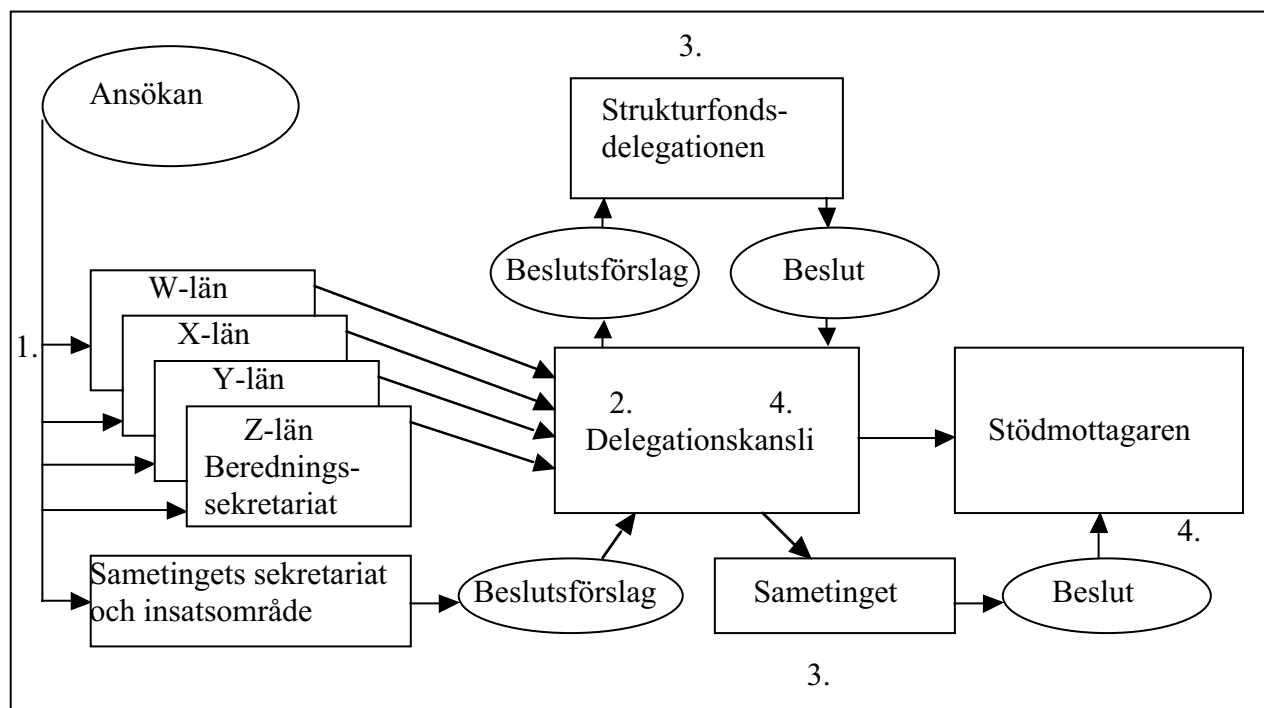 3.
Ansökan
Strukturfonds-
delegationen
Beslutsförslag
Beslut
W-län
X-län
1.
Y-län
Z-län
Berednings-
sekretariat
2.
4.
Delegationskansli
Stödmottagaren
4.
Sametingets sekretariat
och insatsområde
Beslutsförslag
Sametinget
Beslut
3.